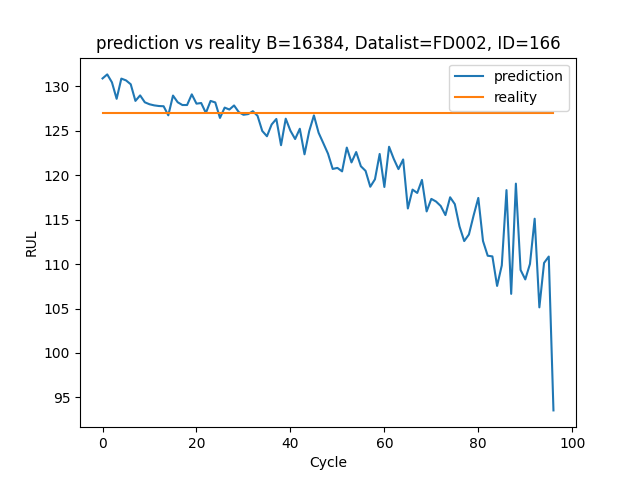 prediction vs reality B=16384, Datalist=FD002, ID=166
prediction
reality
RUL
130
125
120
115
110
105
100
95
0 20 40 60 80 100
Cycle